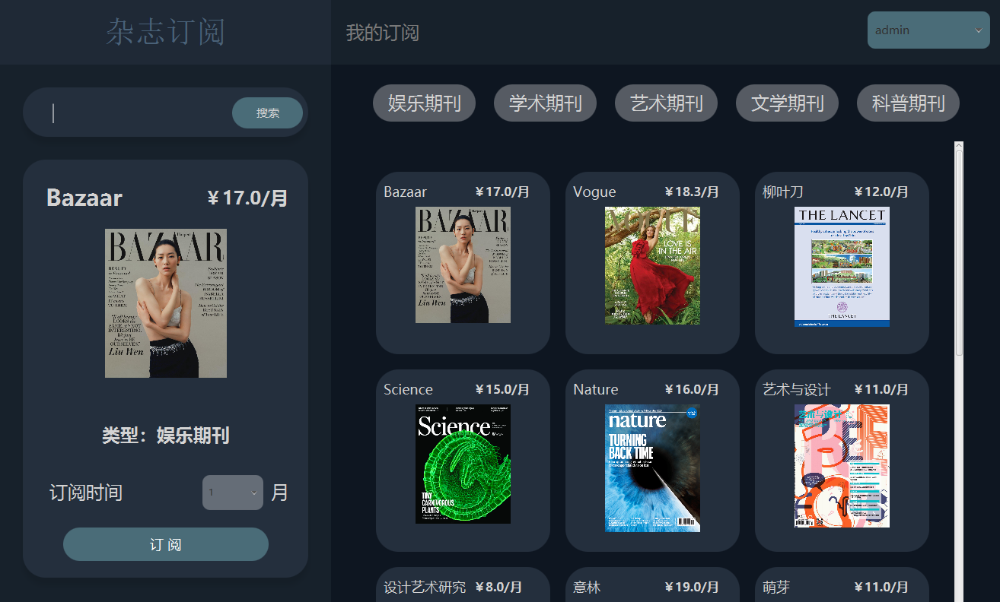 杂志订阅
我的订阅
admin
搜索
Bazaar
￥17.0/月
BAZAAR
Liu Wen
类型：娱乐期刊
订阅时间
1
月
订 阅
娱乐期刊
学术期刊
艺术期刊
文学期刊
科普期刊
Bazaar ￥17.0/月
BAZAAR
Liu Wen
Vogue ￥18.3/月
VOGUE
LOVE IS
IN THE AIR
柳叶刀 ￥12.0/月
THE LANCET
THE LANCET
Science ￥15.0/月
Science
TINY
CARNIVOROUS
PLANTS
Nature ￥16.0/月
nature
TURNING
BACK TIME
艺术与设计 ￥11.0/月
艺术与设计
设计艺术研究 ￥8.0/月
意林 ￥19.0/月
萌芽 ￥11.0/月